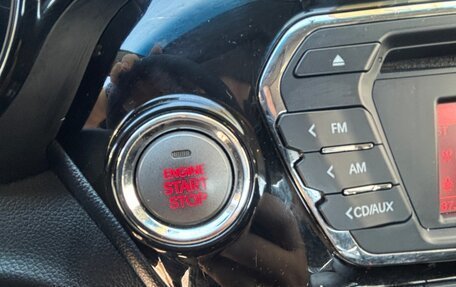 ENGINE
START
STOP
< FM
< AM
< CD/AUX